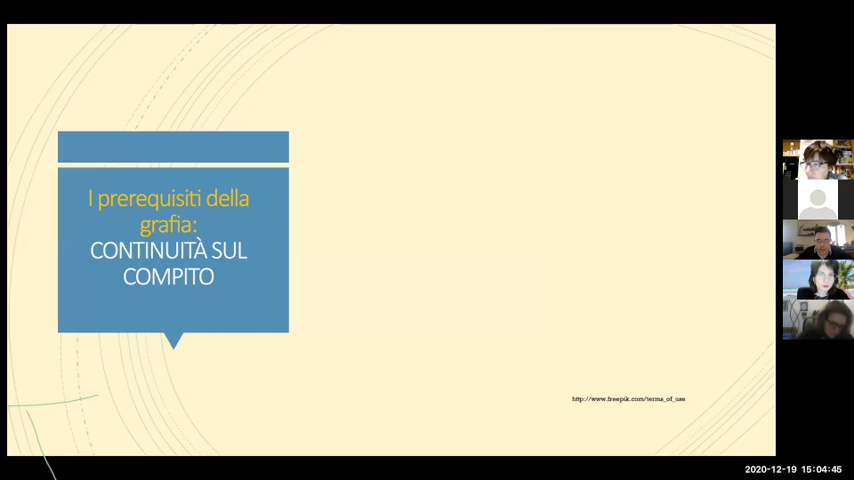 I prerequisiti della
grafia:
CONTINUITÀ SUL
COMPITO
http://www.freepik.com/terms_of_use
2020-12-19 15:04:45